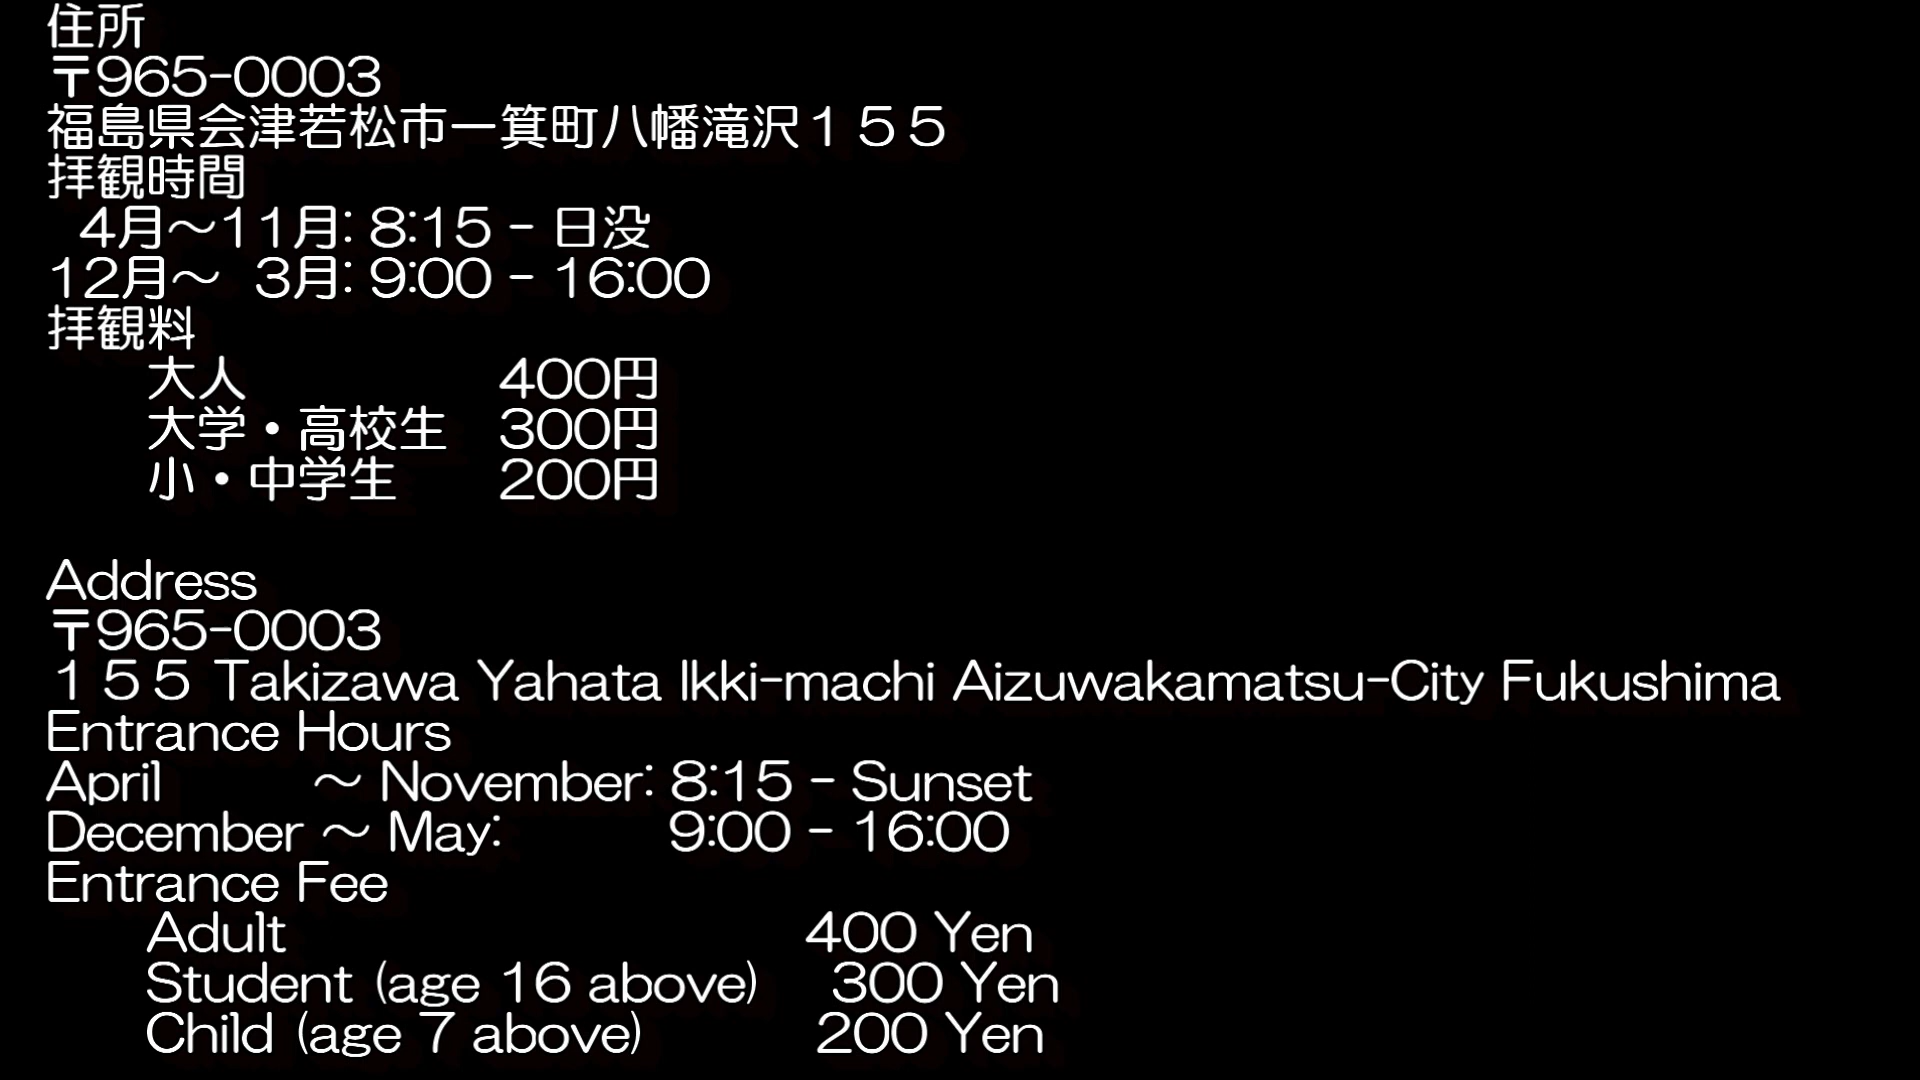 住所
〒965-0003
福島県会津若松市一箕町八幡滝沢１５５
拝観時間
4月～11月: 8:15 - 日没
12月～ 3月: 9:00 - 16:00
拝観料
大人 400円
大学・高校生 300円
小・中学生 200円
Address
〒965-0003
１５５ Takizawa Yahata Ikki-machi Aizuwakamatsu-City Fukushima
Entrance Hours
April ～ November: 8:15 - Sunset
December ～ May: 9:00 - 16:00
Entrance Fee
Adult 400 Yen
Student (age 16 above) 300 Yen
Child (age 7 above) 200 Yen